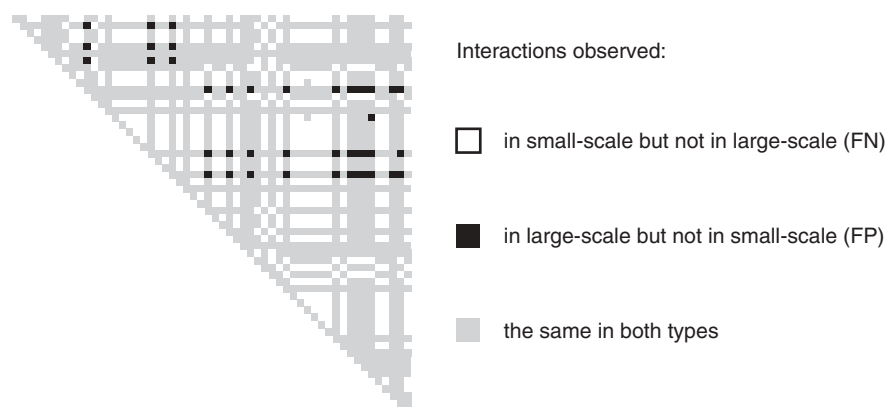 Interactions observed:
in small-scale but not in large-scale (FN)
in large-scale but not in small-scale (FP)
the same in both types